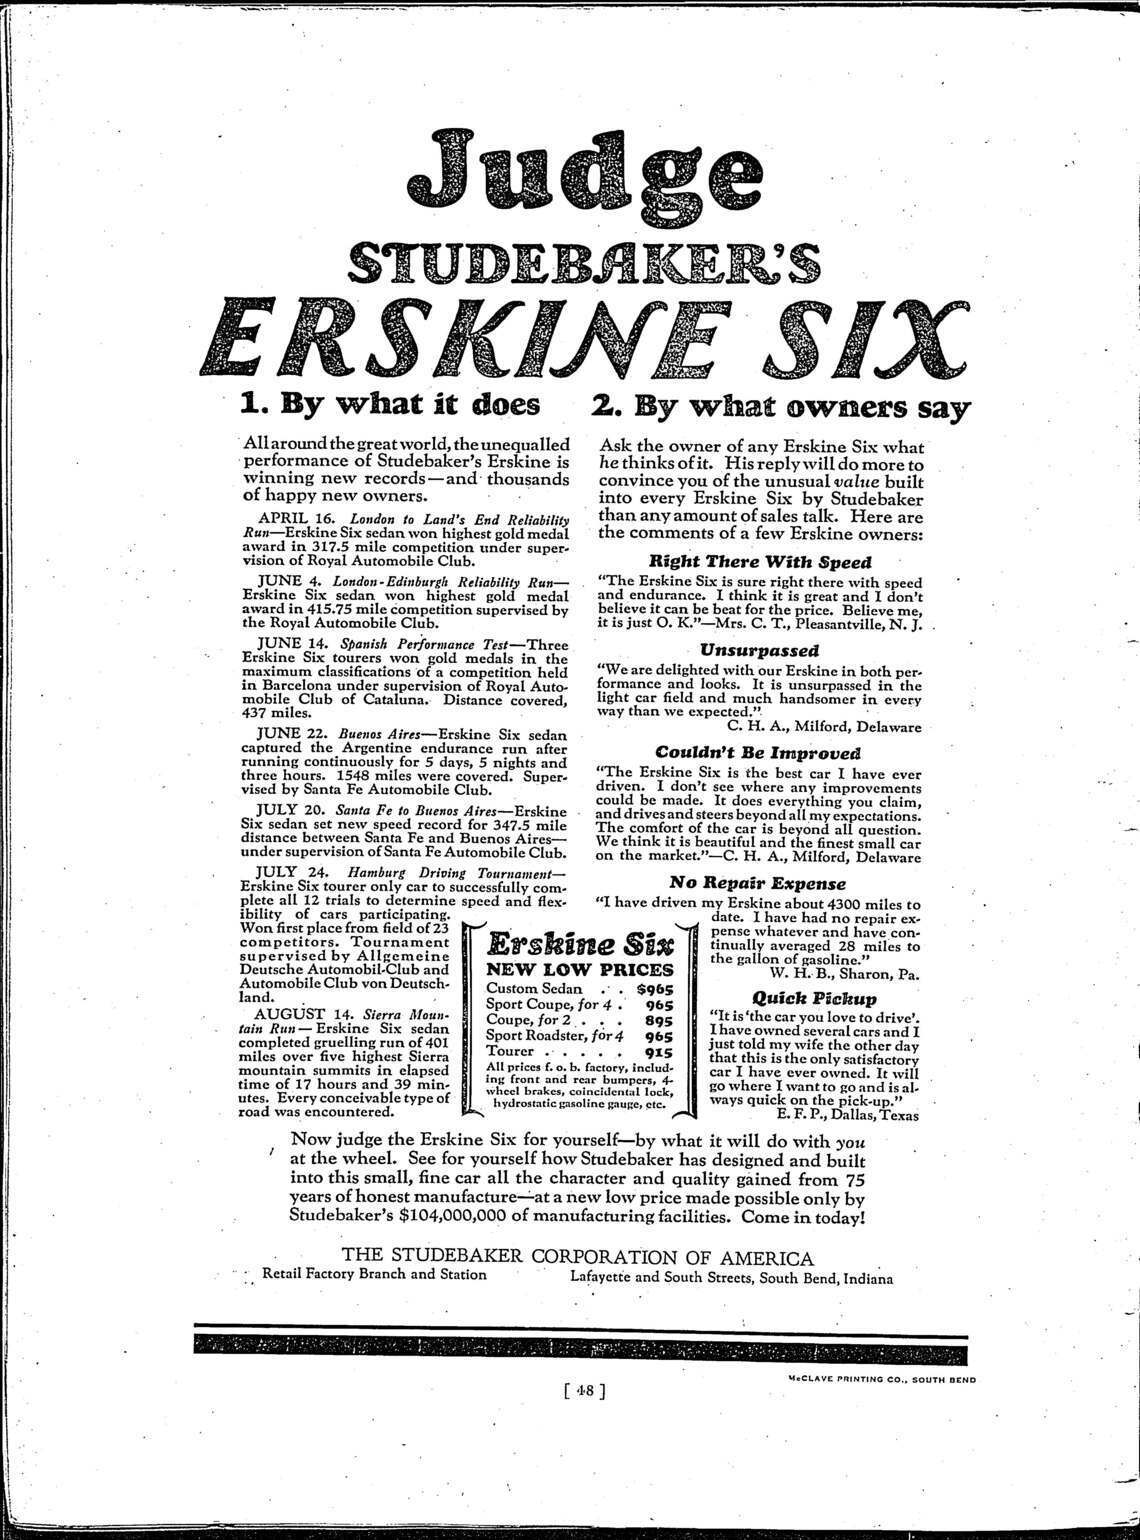 Judge
STUDEBAKER'S
ERSKINE SIX
1. By what it does
All around the great world, the unequalled
performance of Studebaker's Erskine is
winning new records—and thousands
of happy new owners.
APRIL 16. London to Land's End Reliability
Run—Erskine Six sedan won highest gold medal
award in 317.5 mile competition under super-
vision of Royal Automobile Club.
JUNE 4. London-Edinburgh Reliability Run—
Erskine Six sedan won highest gold medal
award in 415.75 mile competition supervised by
the Royal Automobile Club.
JUNE 14. Spanish Performance Test—Three
Erskine Six tourers won gold medals in the
maximum classifications of a competition held
in Barcelona under supervision of Royal Auto-
mobile Club of Cataluna. Distance covered,
437 miles.
JUNE 22. Buenos Aires—Erskine Six sedan
captured the Argentine endurance run after
running continuously for 5 days, 5 nights and
three hours. 1548 miles were covered. Super-
vised by Santa Fe Automobile Club.
JULY 20. Santa Fe to Buenos Aires—Erskine
Six sedan set new speed record for 347.5 mile
distance between Santa Fe and Buenos Aires—
under supervision of Santa Fe Automobile Club.
JULY 24. Hamburg Driving Tournament—
Erskine Six tourer only car to successfully com-
plete all 12 trials to determine speed and flex-
ibility of cars participating.
Won first place from field of 23
competitors. Tournament
supervised by Allgemeine
Deutsche Automobil-Club and
Automobile Club von Deutsch-
land.
AUGUST 14. Sierra Moun-
tain Run—Erskine Six sedan
completed gruelling run of 401
miles over five highest Sierra
mountain summits in elapsed
time of 17 hours and 39 min-
utes. Every conceivable type of
road was encountered.
2. By what owners say
Ask the owner of any Erskine Six what
he thinks of it. His reply will do more to
convince you of the unusual value built
into every Erskine Six by Studebaker
than any amount of sales talk. Here are
the comments of a few Erskine owners:
Right There With Speed
"The Erskine Six is sure right there with speed
and endurance. I think it is great and I don't
believe it can be beat for the price. Believe me,
it is just O. K."—Mrs. C. T., Pleasantville, N. J.
Unsurpassed
"We are delighted with our Erskine in both per-
formance and looks. It is unsurpassed in the
light car field and much handsomer in every
way than we expected."
C. H. A., Milford, Delaware
Couldn't Be Improved
"The Erskine Six is the best car I have ever
driven. I don't see where any improvements
could be made. It does everything you claim,
and drives and steers beyond all my expectations.
The comfort of the car is beyond all question.
We think it is beautiful and the finest small car
on the market."—C. H. A., Milford, Delaware
No Repair Expense
"I have driven my Erskine about 4300 miles to
date. I have had no repair ex-
pense whatever and have con-
tinually averaged 28 miles to
the gallon of gasoline."
W. H. B., Sharon, Pa.
Quick Pickup
"It is 'the car you love to drive'.
I have owned several cars and I
just told my wife the other day
that this is the only satisfactory
car I have ever owned. It will
go where I want to go and is al-
ways quick on the pick-up."
E. F. P., Dallas, Texas
Erskine Six
NEW LOW PRICES
Custom Sedan . . $965
Sport Coupe, for 4 . 965
Coupe, for 2 . . . 895
Sport Roadster, for 4 965
Tourer . . . . . 915
All prices f. o. b. factory, includ-
ing front and rear bumpers, 4-
wheel brakes, coincidental lock,
hydrostatic gasoline gauge, etc.
Now judge the Erskine Six for yourself—by what it will do with you
at the wheel. See for yourself how Studebaker has designed and built
into this small, fine car all the character and quality gained from 75
years of honest manufacture—at a new low price made possible only by
Studebaker's $104,000,000 of manufacturing facilities. Come in today!
THE STUDEBAKER CORPORATION OF AMERICA
Retail Factory Branch and Station Lafayette and South Streets, South Bend, Indiana
McCLAVE PRINTING CO., SOUTH BEND
[ 48 ]